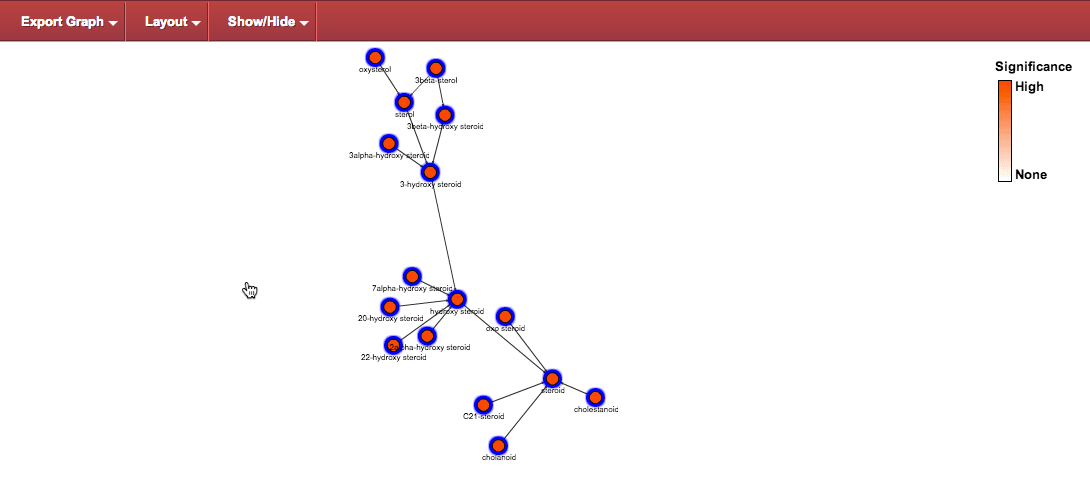 Export Graph Layout Show/Hide
Significance
High
None
oxysterol
3beta-sterol
sterol
3beta-hydroxy steroid
3alpha-hydroxy steroid
3-hydroxy steroid
7alpha-hydroxy steroid
hydroxy steroid
20-hydroxy steroid
oxo steroid
alpha-hydroxy steroid
22-hydroxy steroid
steroid
cholestanoid
C21-steroid
cholanoid